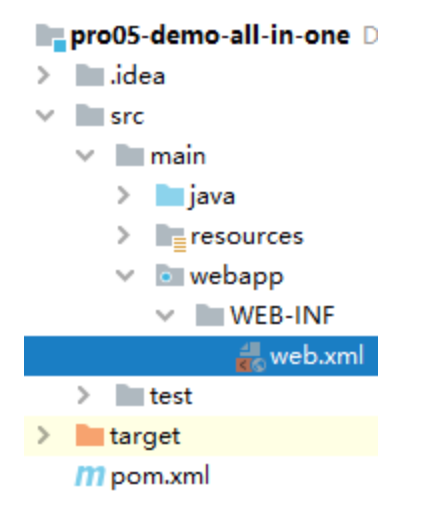 pro05-demo-all-in-one D
.idea
src
main
java
resources
webapp
WEB-INF
web.xml
test
target
m pom.xml